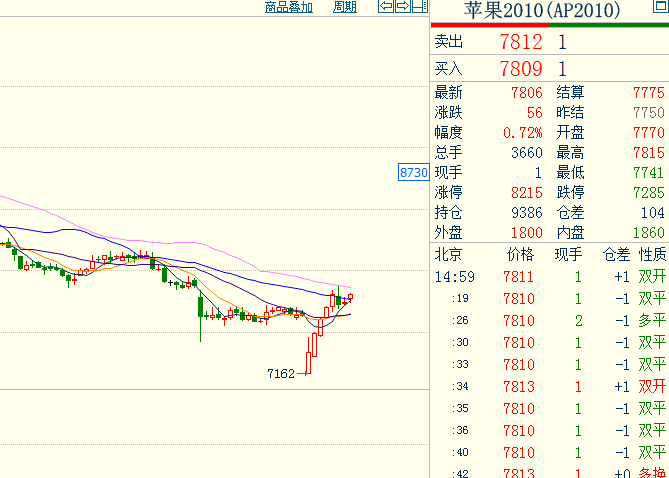 商品叠加 周期
8730
7162
苹果2010(AP2010)
卖出 7812 1
买入 7809 1
最新 7806 结算 7775
涨跌 56 昨结 7750
幅度 0.72% 开盘 7770
总手 3660 最高 7815
现手 1 最低 7741
涨停 8215 跌停 7285
持仓 9386 仓差 104
外盘 1800 内盘 1860
北京 价格 现手 仓差 性质
14:59 7811 1 +1 双开
:19 7810 1 -1 双平
:26 7810 2 -1 多平
:30 7810 1 -1 双平
:33 7810 1 -1 双平
:34 7813 1 +1 双开
:35 7810 1 -1 双平
:36 7810 1 -1 双平
:40 7810 1 -1 双平
:42 7813 1 +0 多换